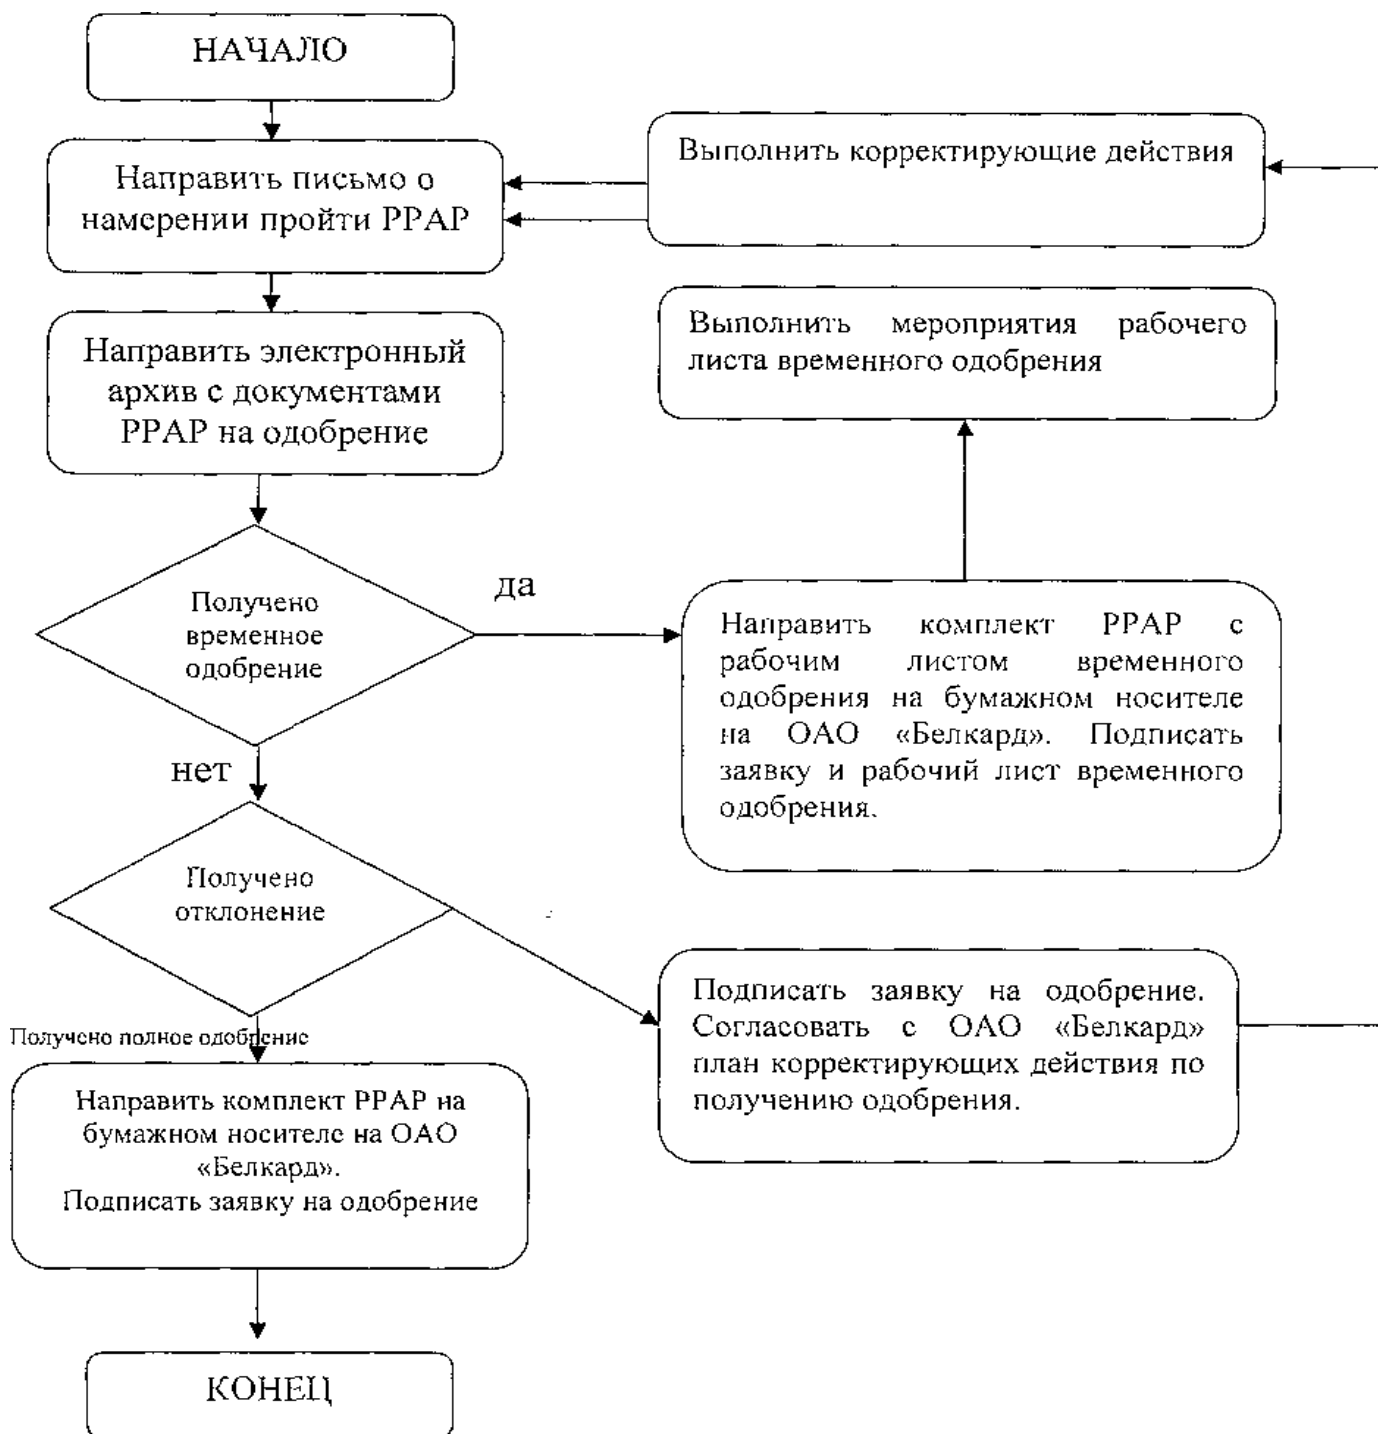 НАЧАЛО
Направить письмо о
намерении пройти PPAP
Выполнить корректирующие действия
Направить электронный
архив с документами
PPAP на одобрение
Выполнить мероприятия рабочего
листа временного одобрения
Получено
временное
одобрение
да
Направить комплект PPAP с
рабочим листом временного
одобрения на бумажном носителе
на ОАО «Белкард». Подписать
заявку и рабочий лист временного
одобрения.
нет
Получено
отклонение
Подписать заявку на одобрение.
Согласовать с ОАО «Белкард»
план корректирующих действия по
получению одобрения.
Получено полное одобрение
Направить комплект PPAP на
бумажном носителе на ОАО
«Белкард».
Подписать заявку на одобрение
КОНЕЦ